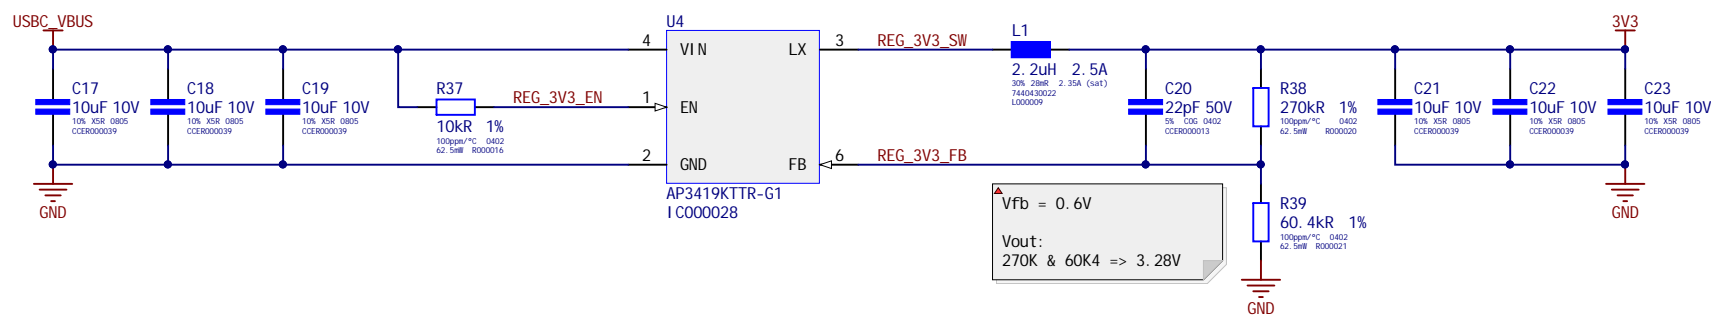 USBC_VBUS
C17
10uF 10V
10% X5R 0805
CCER000039
C18
10uF 10V
10% X5R 0805
CCER000039
C19
10uF 10V
10% X5R 0805
CCER000039
GND
R37
10kR 1%
100ppm/°C 0402
62.5mW R000016
REG_3V3_EN
U4
4 VIN
1 EN
2 GND
LX 3
FB 6
AP3419KTTR-G1
IC000028
REG_3V3_SW
REG_3V3_FB
L1
2.2uH 2.5A
30% 28mR 2.35A (sat)
7440430022
L000009
Vfb = 0.6V
Vout:
270K & 60K4 => 3.28V
C20
22pF 50V
5% COG 0402
CCER000013
R38
270kR 1%
100ppm/°C 0402
62.5mW R000020
R39
60.4kR 1%
100ppm/°C 0402
62.5mW R000021
GND
C21
10uF 10V
10% X5R 0805
CCER000039
C22
10uF 10V
10% X5R 0805
CCER000039
3V3
C23
10uF 10V
10% X5R 0805
CCER000039
GND